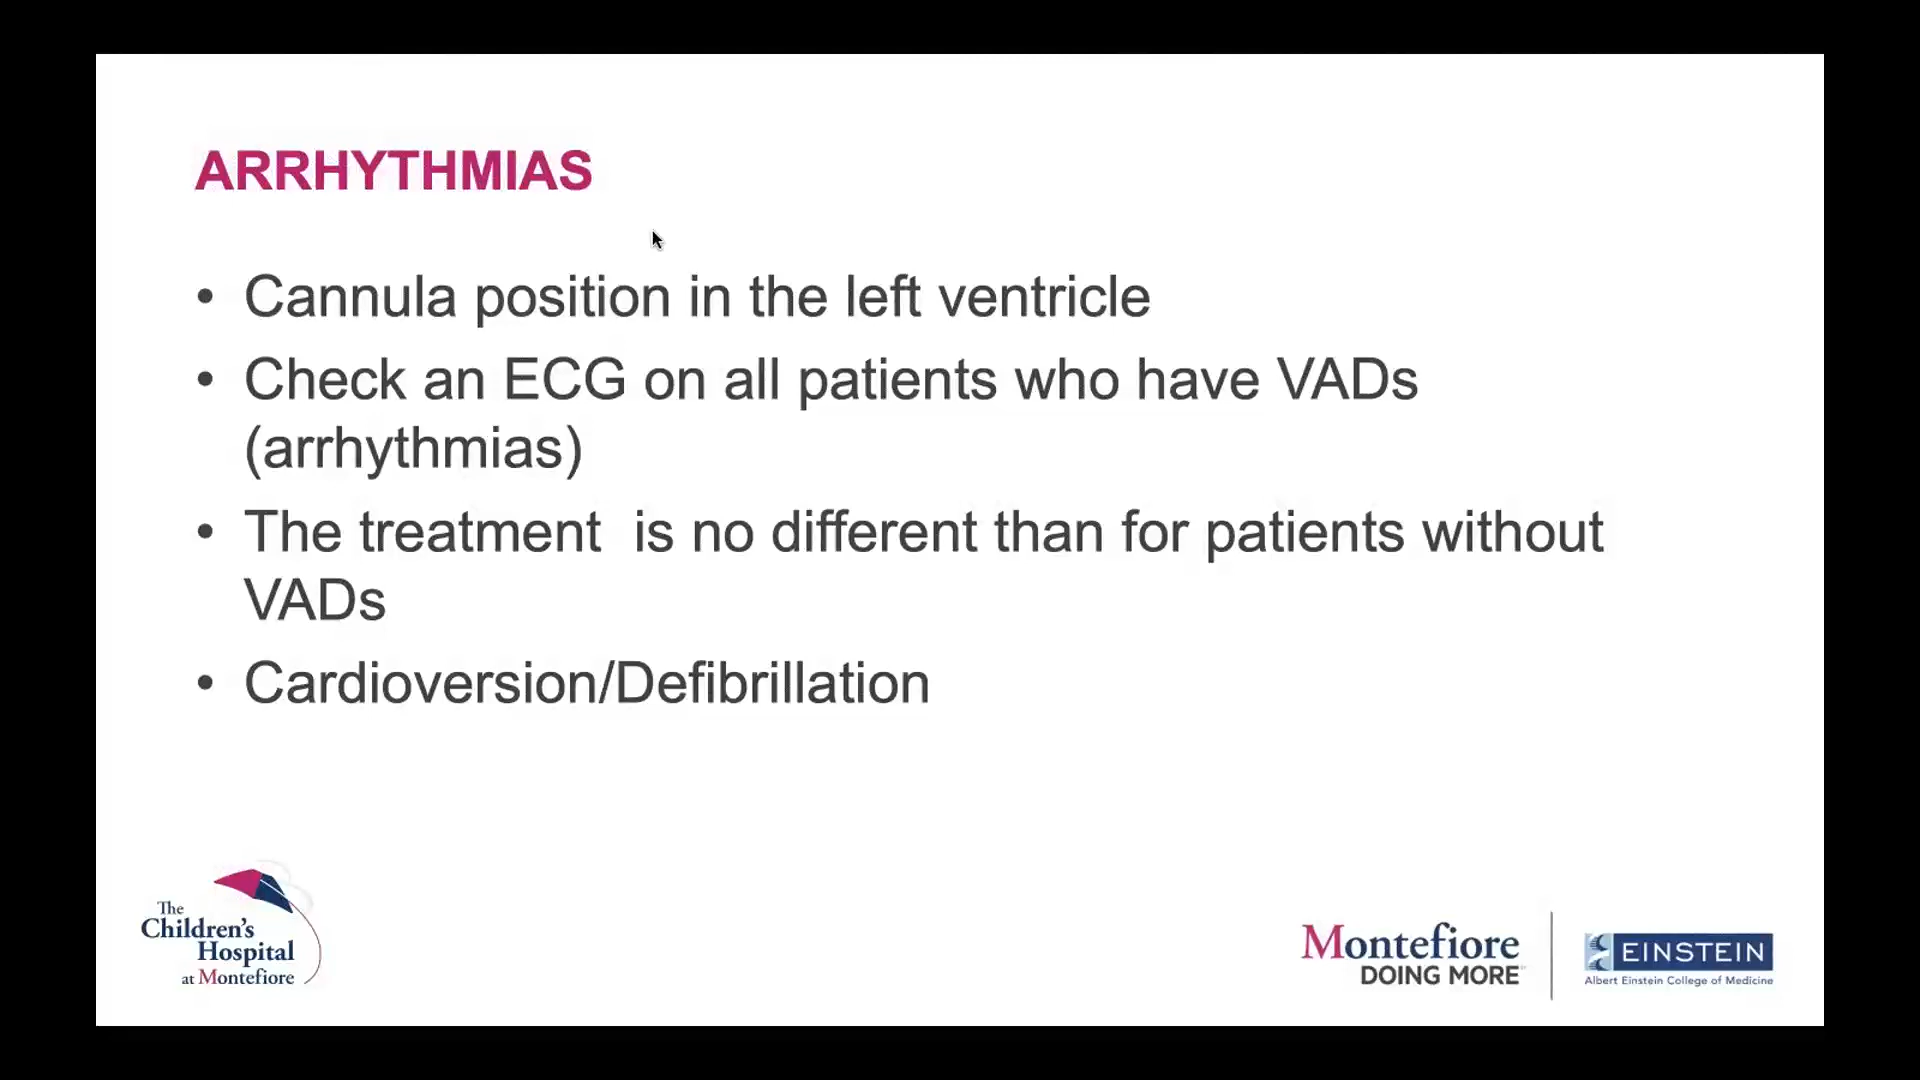 ARRHYTHMIAS
• Cannula position in the left ventricle
• Check an ECG on all patients who have VADs
(arrhythmias)
• The treatment  is no different than for patients without
VADs
• Cardioversion/Defibrillation
The
Children's
Hospital
at Montefiore
Montefiore
DOING MORE
EINSTEIN
Albert Einstein College of Medicine